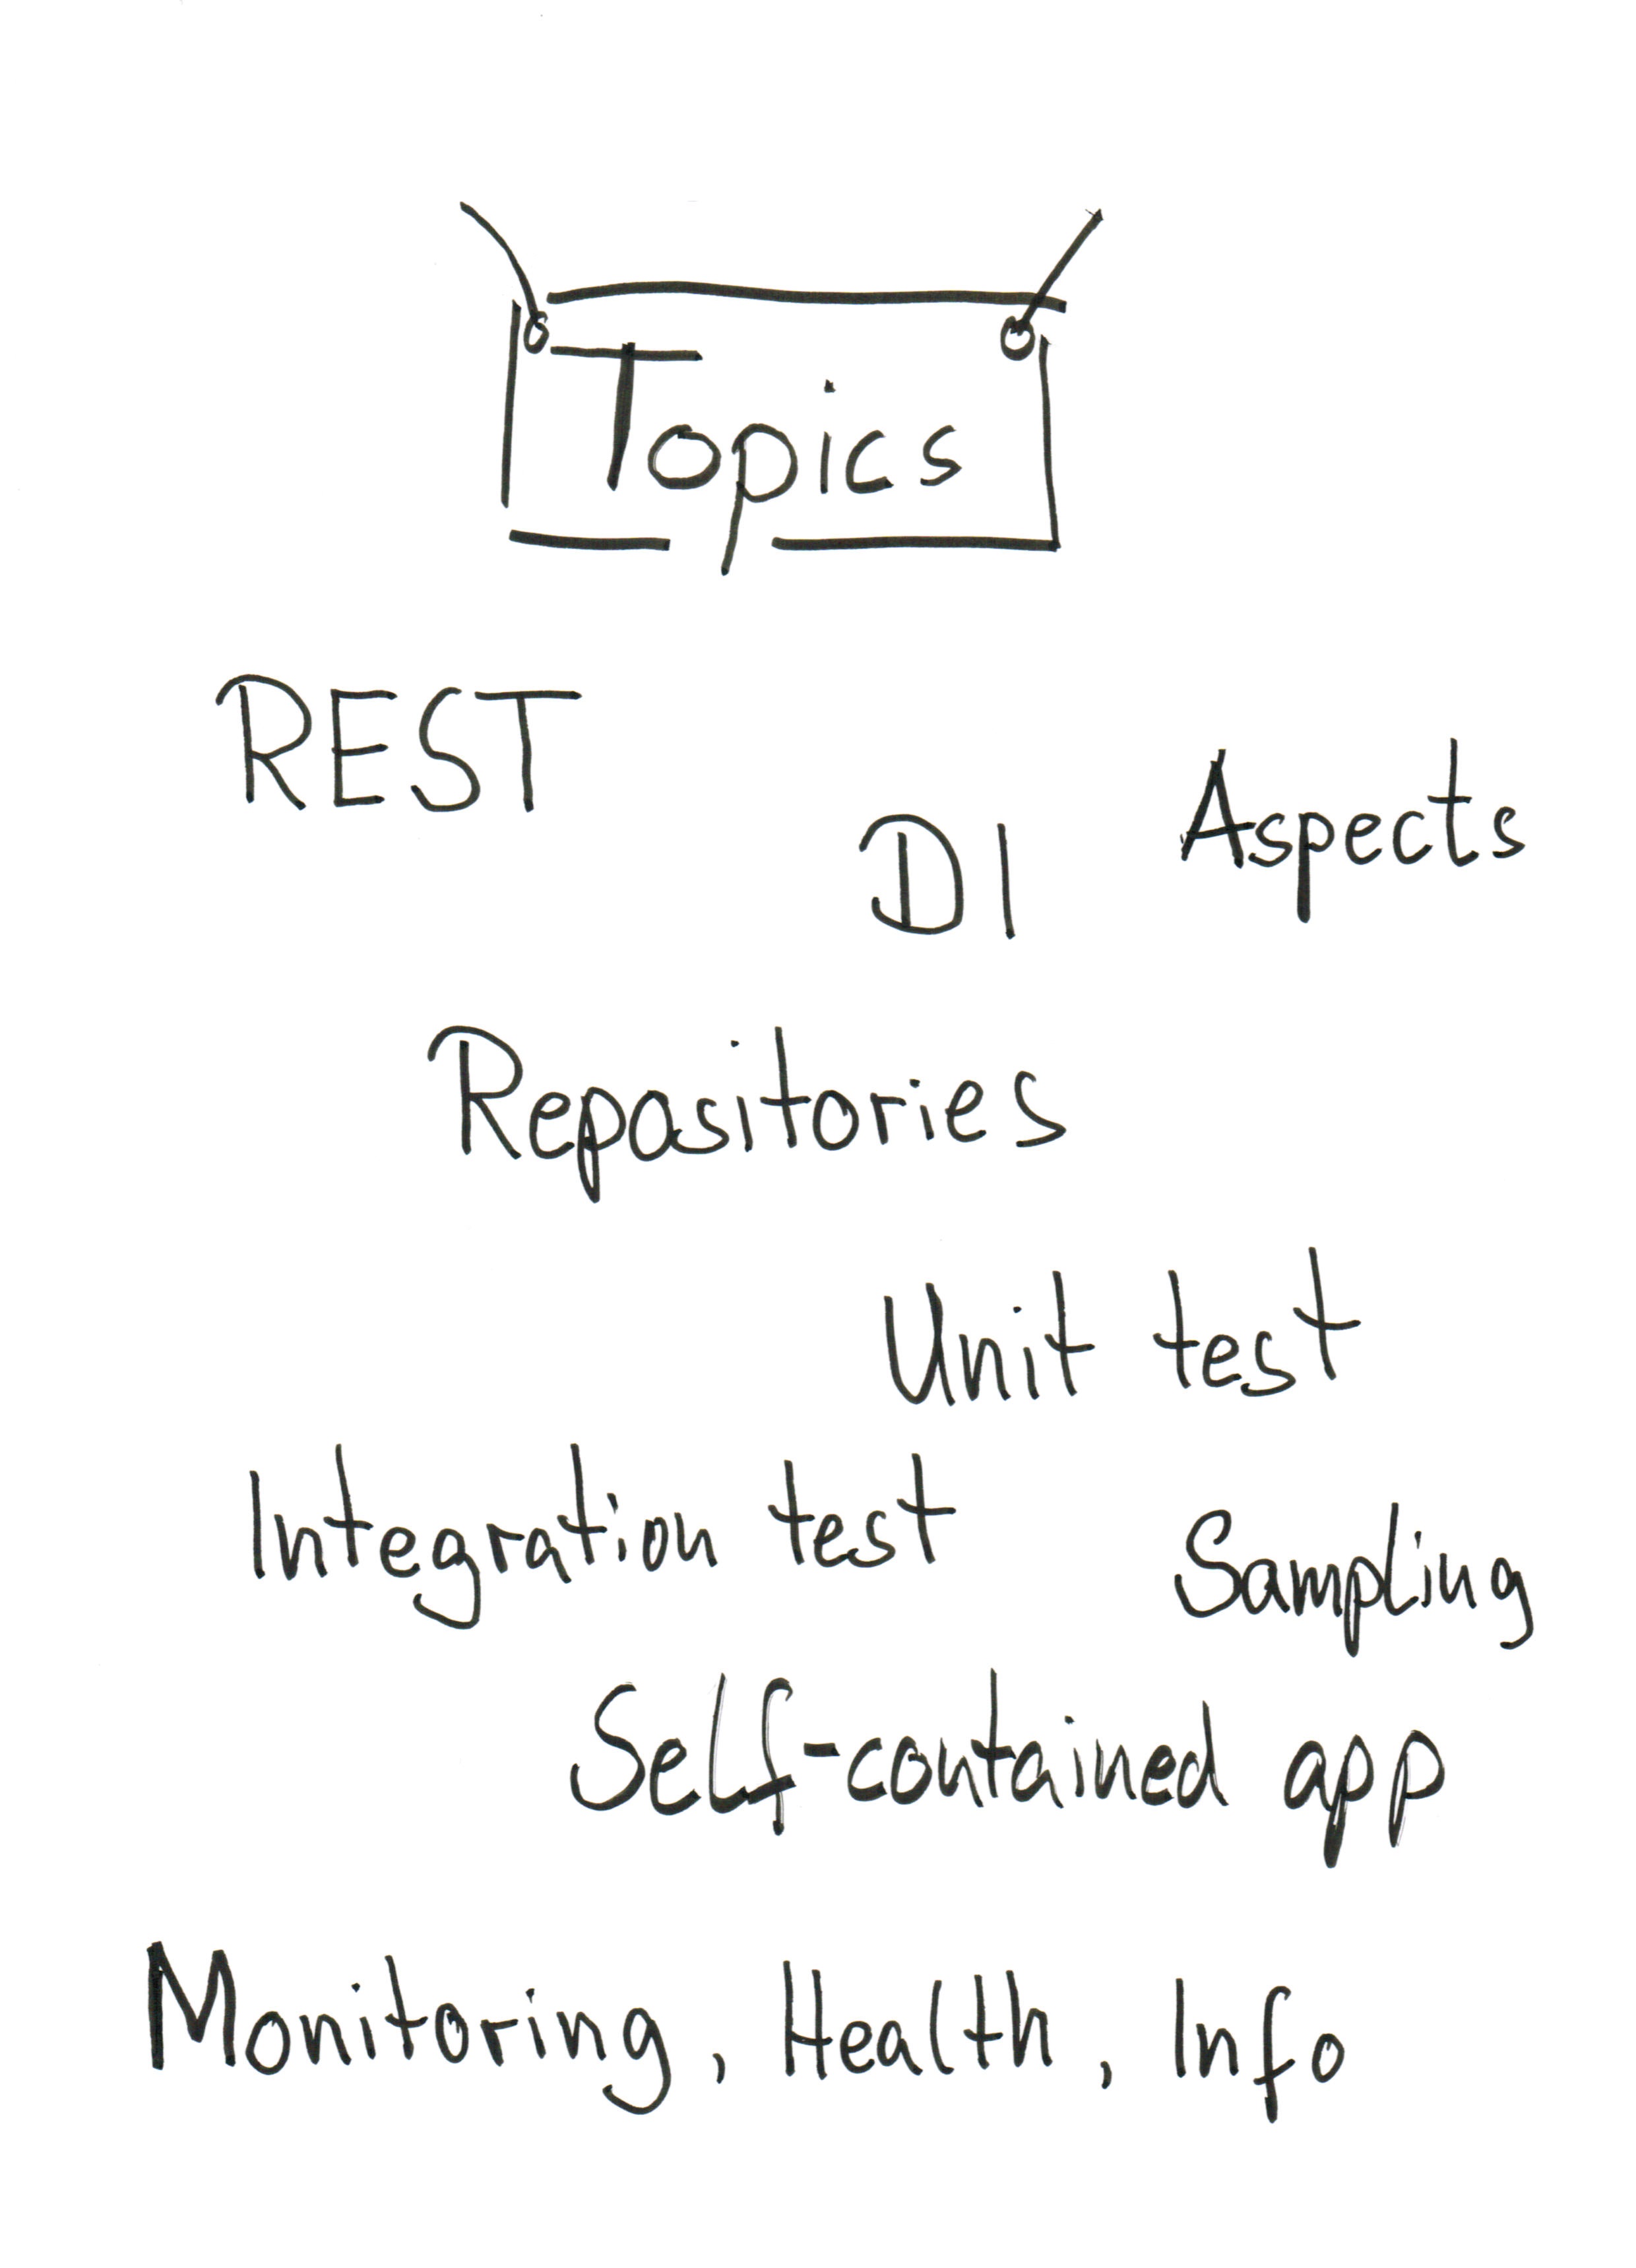 Topics
REST
DI
Aspects
Repositories
Unit test
Integration test
Sampling
Self-contained app
Monitoring, Health, Info